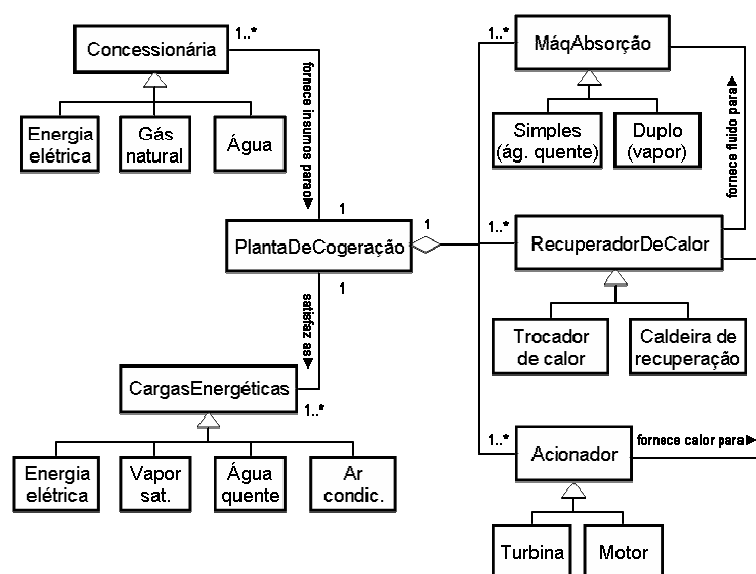 Concessionária
1..*
Energia
elétrica
Gás
natural
Água
fornece insumos parao
1
PlantaDeCogeração
1
1
satisfaz as
CargasEnergéticas
1..*
Energia
elétrica
Vapor
sat.
Água
quente
Ar
condic.
1..*
MáqAbsorção
Simples
(ág. quente)
Duplo
(vapor)
fornece fluido para
1..*
RecuperadorDeCalor
Trocador
de calor
Caldeira de
recuperação
1..*
Acionador
fornece calor para
Turbina
Motor